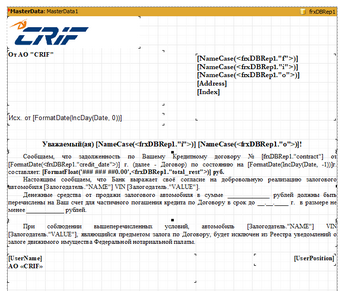 MasterData: MasterData1
frxDBRep1
CRIF
От АО "CRIF"
[NameCase(<frxDBRep1."f">)]
[NameCase(<frxDBRep1."i">)]
[NameCase(<frxDBRep1."o">)]
[Address]
[Index]
Исх. от [FormatDate(IncDay(Date, 0))]
Уважаемый(ая) [NameCase(<frxDBRep1."f">)] [NameCase(<frxDBRep1."o">)]!
Сообщаем, что задолженность по Вашему Кредитному договору № [frxDBRep1."contract"] от
[FormatDate(<frxDBRep1."credit_date">)] г. (далее - Договор) по состоянию на [FormatDate(IncDay(Date, -1))]г.
составляет: [FormatFloat('### ### ##0.00',<frxDBRep1."total_rest">)] руб.
Настоящим сообщаем, что Банк выражает своё согласие на добровольную реализацию залогового
автомобиля [Залогодатель."NAME"] VIN [Залогодатель."VALUE"].
Денежные средства от продажи залогового автомобиля в сумме ____________ рублей должны быть
перечислены на Ваш счет для частичного погашения кредита по Договору в срок до __.__.____ г. в размере не
менее____________ рублей.
При соблюдении вышеперечисленных условий, автомобиль [Залогодатель."NAME"] VIN
[Залогодатель."VALUE"], являющийся предметом залога по Договору, будет исключен из Реестра уведомлений о
залоге движимого имущества Федеральной нотариальной палаты.
[UserName] [UserPosition]
АО «CRIF»